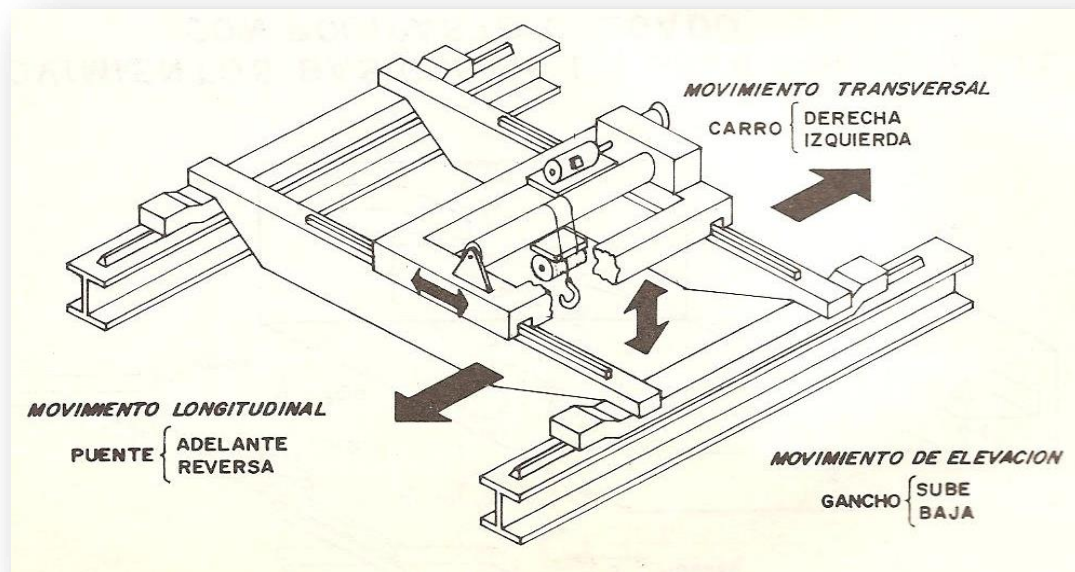 MOVIMIENTO TRANSVERSAL
CARRO { DERECHA
IZQUIERDA
MOVIMIENTO LONGITUDINAL
PUENTE { ADELANTE
REVERSA
MOVIMIENTO DE ELEVACION
GANCHO { SUBE
BAJA